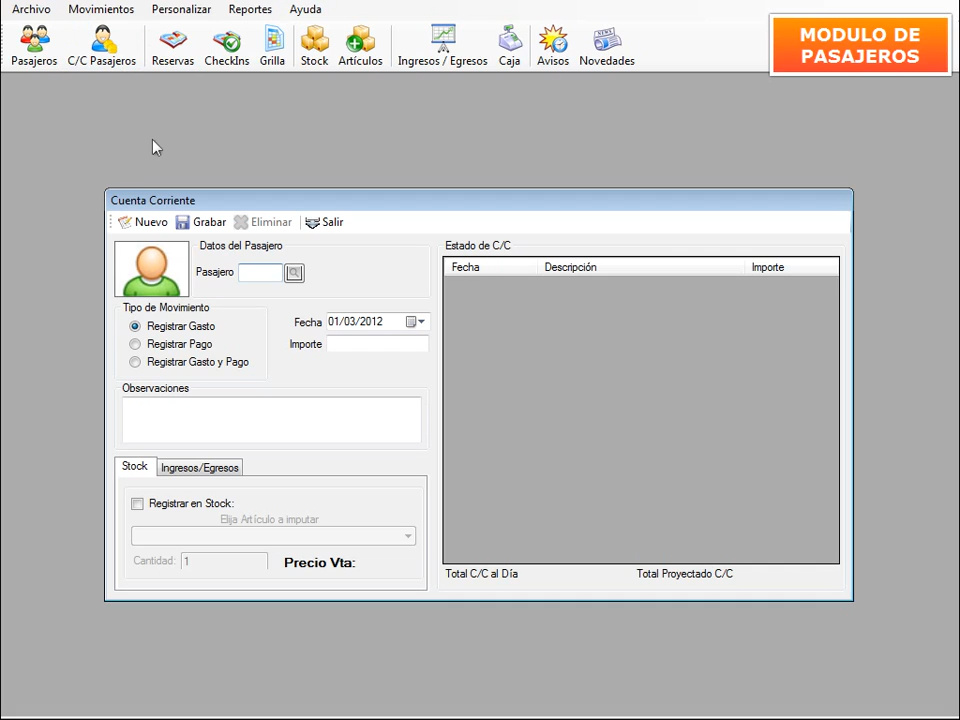 Archivo Movimientos Personalizar Reportes Ayuda
Pasajeros C/C Pasajeros Reservas CheckIns Grilla Stock Artículos Ingresos / Egresos Caja Avisos Novedades
MODULO DE
PASAJEROS
Cuenta Corriente
Nuevo Grabar Eliminar Salir
Datos del Pasajero
Pasajero
Tipo de Movimiento
Registrar Gasto
Registrar Pago
Registrar Gasto y Pago
Fecha 01/03/2012
Importe
Observaciones
Stock Ingresos/Egresos
Registrar en Stock:
Elija Artículo a imputar
Cantidad: 1 Precio Vta:
Estado de C/C
Fecha Descripción Importe
Total C/C al Día Total Proyectado C/C